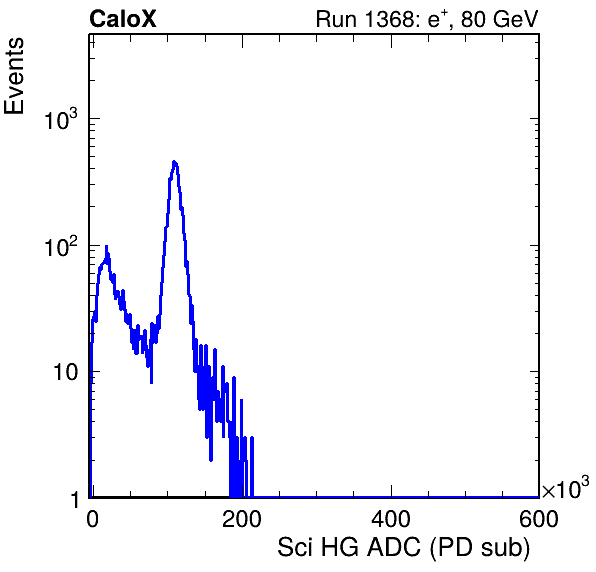 CaloX
Run 1368: e⁺, 80 GeV
Events
10³
10²
10
1
0
200
400
600
×10³
Sci HG ADC (PD sub)